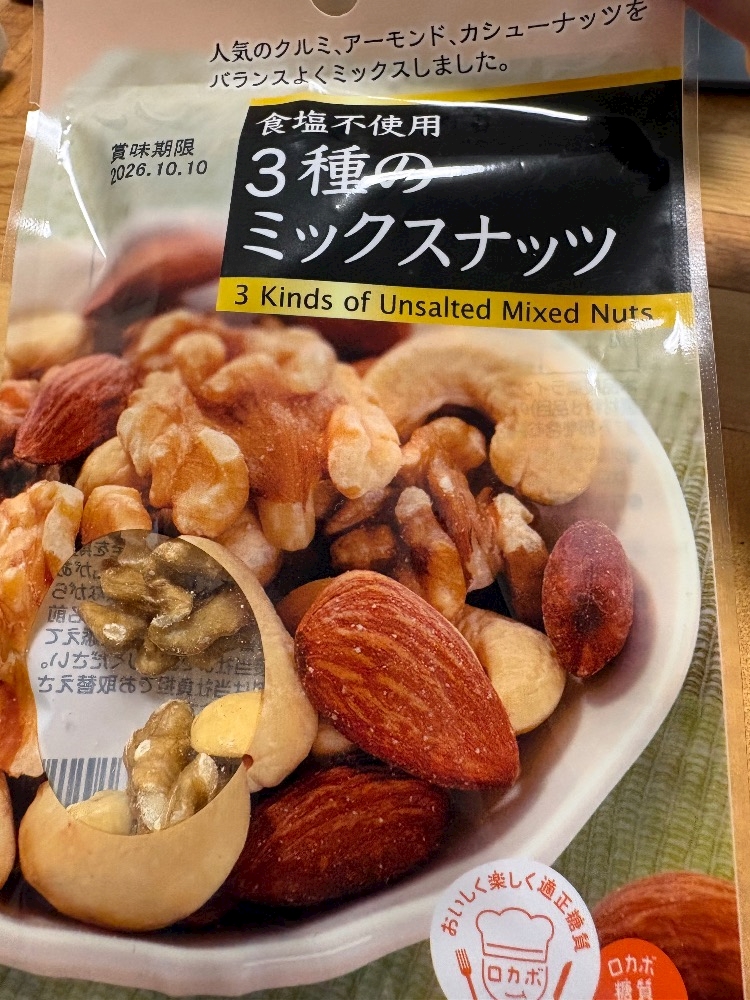 人気のクルミ、アーモンド、カシューナッツを
バランスよくミックスしました。
食塩不使用
賞味期限
2026.10.10
3種の
ミックスナッツ
3 Kinds of Unsalted Mixed Nuts
おいしく楽しく適正糖質
ロカボ
ロカボ
糖質